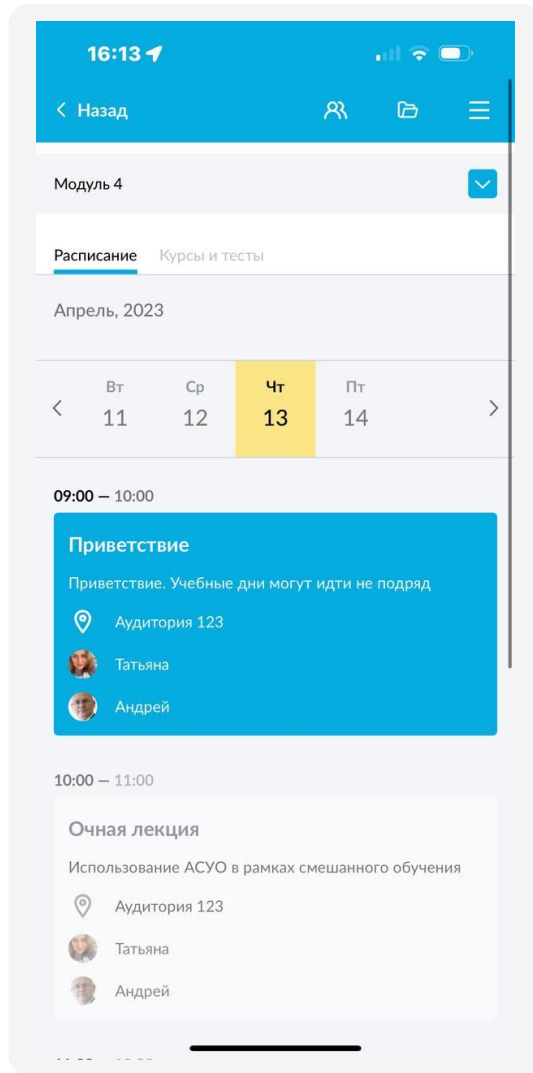 16:13
Назад
Модуль 4
Расписание Курсы и тесты
Апрель, 2023
Вт Ср Чт Пт
11 12 13 14
09:00 — 10:00
Приветствие
Приветствие. Учебные дни могут идти не подряд
Аудитория 123
Татьяна
Андрей
10:00 — 11:00
Очная лекция
Использование АСУО в рамках смешанного обучения
Аудитория 123
Татьяна
Андрей